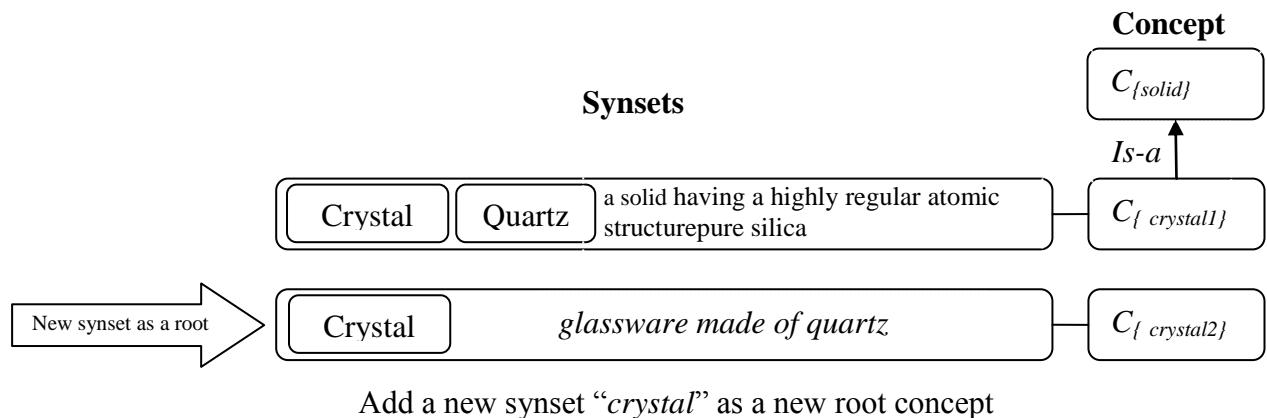 Concept
C{solid}
Synsets
Is-a
Crystal Quartz a solid having a highly regular atomic
structurepure silica
C{ crystal1}
New synset as a root
Crystal glassware made of quartz C{ crystal2}
Add a new synset “crystal” as a new root concept